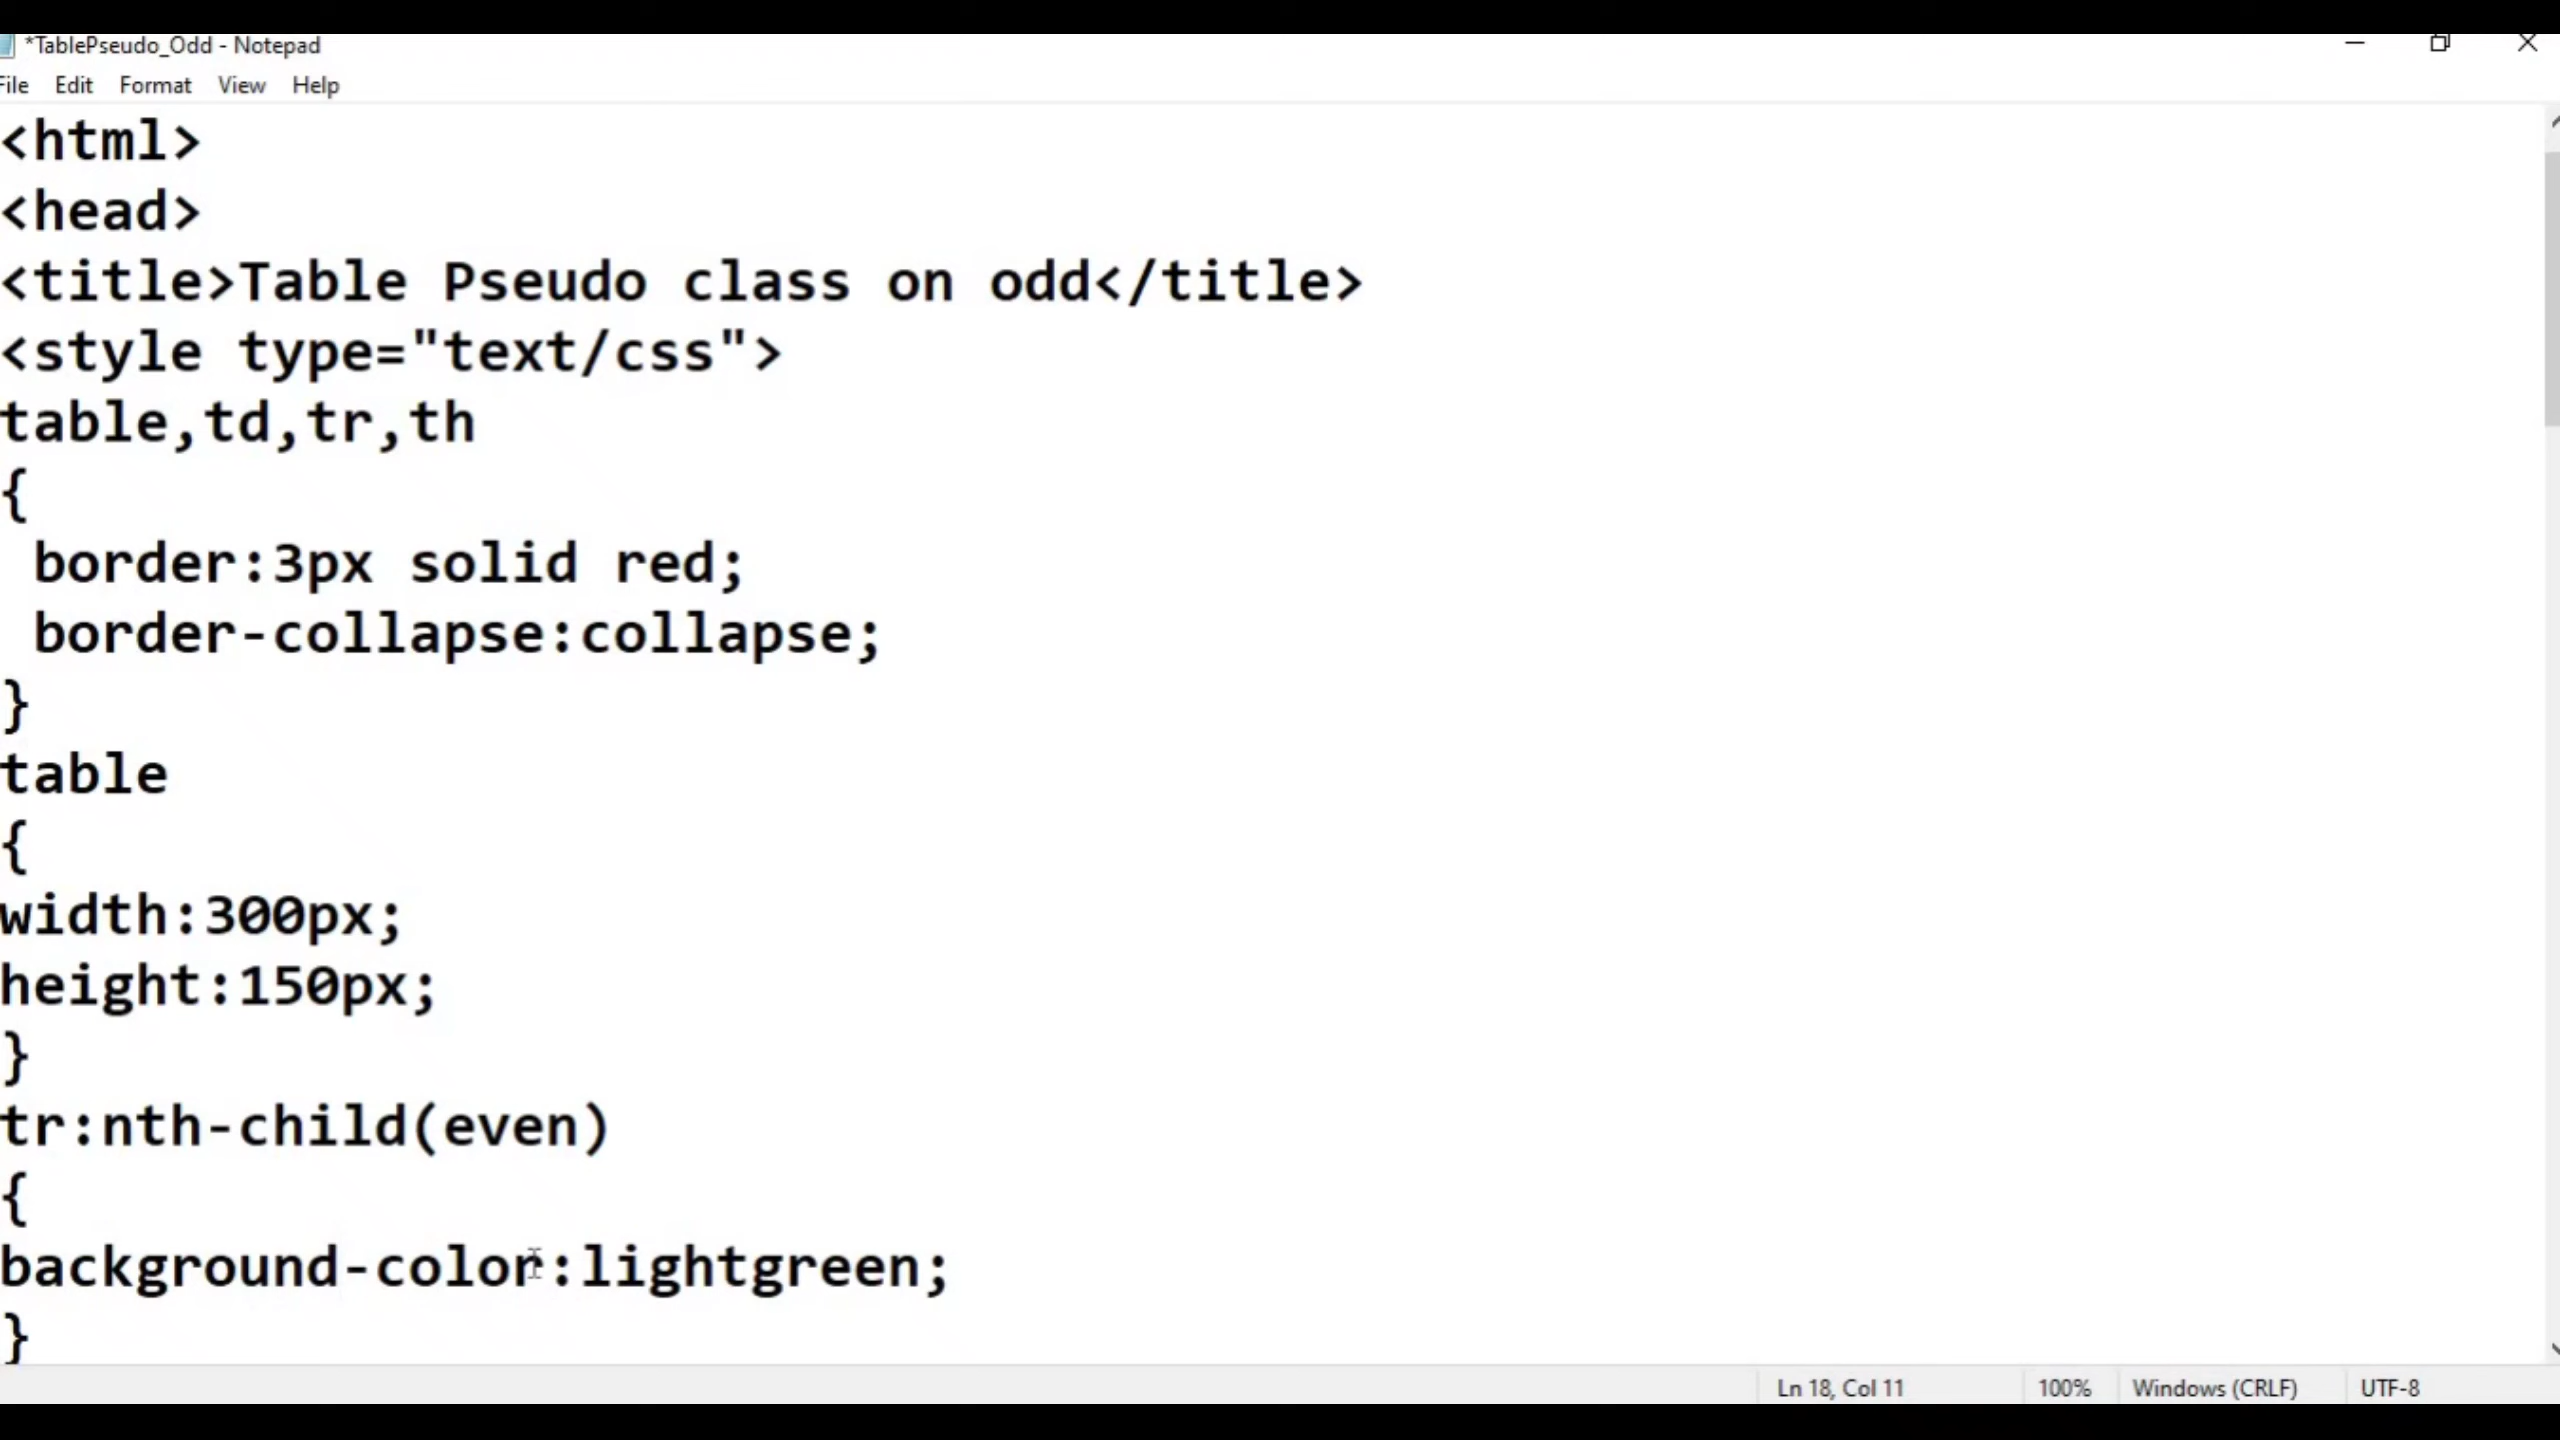 *TablePseudo_Odd - Notepad
File Edit Format View Help
<html>
<head>
<title>Table Pseudo class on odd</title>
<style type="text/css">
table,td,tr,th
{
 border:3px solid red;
 border-collapse:collapse;
}
table
{
width:300px;
height:150px;
}
tr:nth-child(even)
{
background-color:lightgreen;
}
Ln 18, Col 11 100% Windows (CRLF) UTF-8